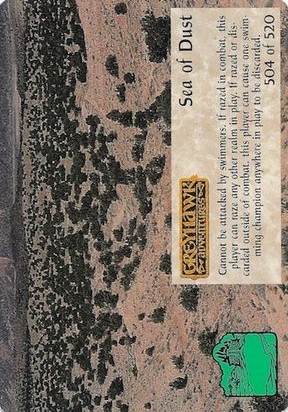 Sea of Dust
GREYHAWK
ADVENTURES
Cannot be attacked by swimmers. If razed in combat, this
player can raze any other realm in play. If razed or dis-
carded outside of combat, this player can cause one swim-
ming champion anywhere in play to be discarded.
504 of 520